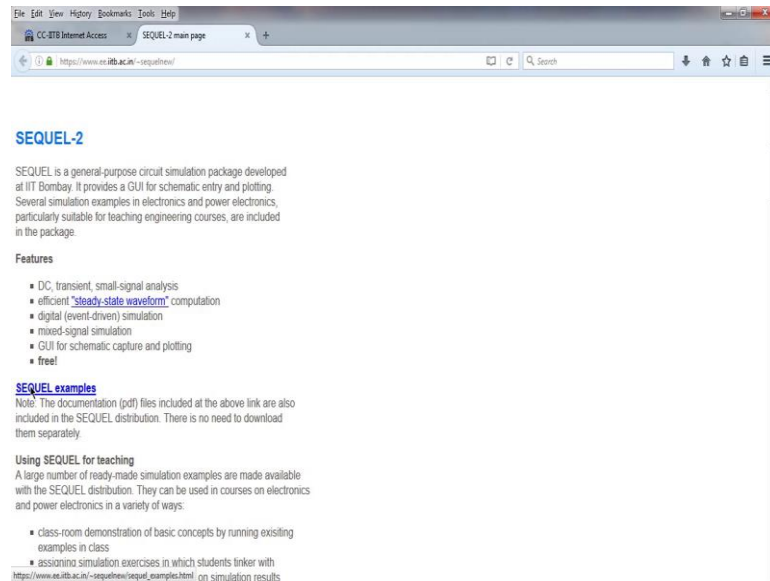 File Edit View History Bookmarks Tools Help
CC-IITB Internet Access × SEQUEL-2 main page × +
https://www.ee.iitb.ac.in/~sequelnew/ Search
SEQUEL-2
SEQUEL is a general-purpose circuit simulation package developed
at IIT Bombay. It provides a GUI for schematic entry and plotting.
Several simulation examples in electronics and power electronics,
particularly suitable for teaching engineering courses, are included
in the package.
Features
DC, transient, small-signal analysis
efficient "steady-state waveform" computation
digital (event-driven) simulation
mixed-signal simulation
GUI for schematic capture and plotting
free!
SEQUEL examples
Note: The documentation (pdf) files included at the above link are also
included in the SEQUEL distribution. There is no need to download
them separately.
Using SEQUEL for teaching
A large number of ready-made simulation examples are made available
with the SEQUEL distribution. They can be used in courses on electronics
and power electronics in a variety of ways:
class-room demonstration of basic concepts by running exisiting
examples in class
assigning simulation exercises in which students tinker with
https://www.ee.iitb.ac.in/~sequelnew/sequel_examples.html on simulation results